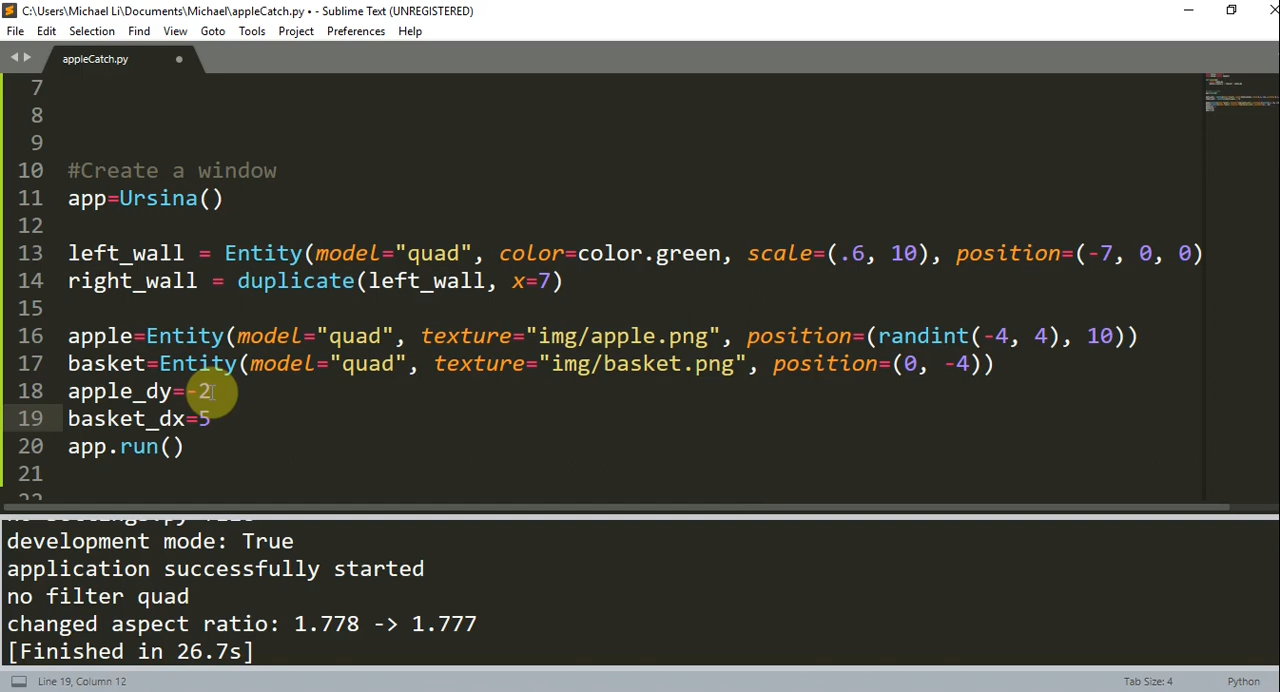 C:\Users\Michael Li\Documents\Michael\appleCatch.py • - Sublime Text (UNREGISTERED)
File Edit Selection Find View Goto Tools Project Preferences Help
appleCatch.py
7
8
9
10 #Create a window
11 app=Ursina()
12
13 left_wall = Entity(model="quad", color=color.green, scale=(.6, 10), position=(-7, 0, 0)
14 right_wall = duplicate(left_wall, x=7)
15
16 apple=Entity(model="quad", texture="img/apple.png", position=(randint(-4, 4), 10))
17 basket=Entity(model="quad", texture="img/basket.png", position=(0, -4))
18 apple_dy=-2
19 basket_dx=5
20 app.run()
21
22
no settings.py file
development mode: True
application successfully started
no filter quad
changed aspect ratio: 1.778 -> 1.777
[Finished in 26.7s]
Line 19, Column 12 Tab Size: 4 Python